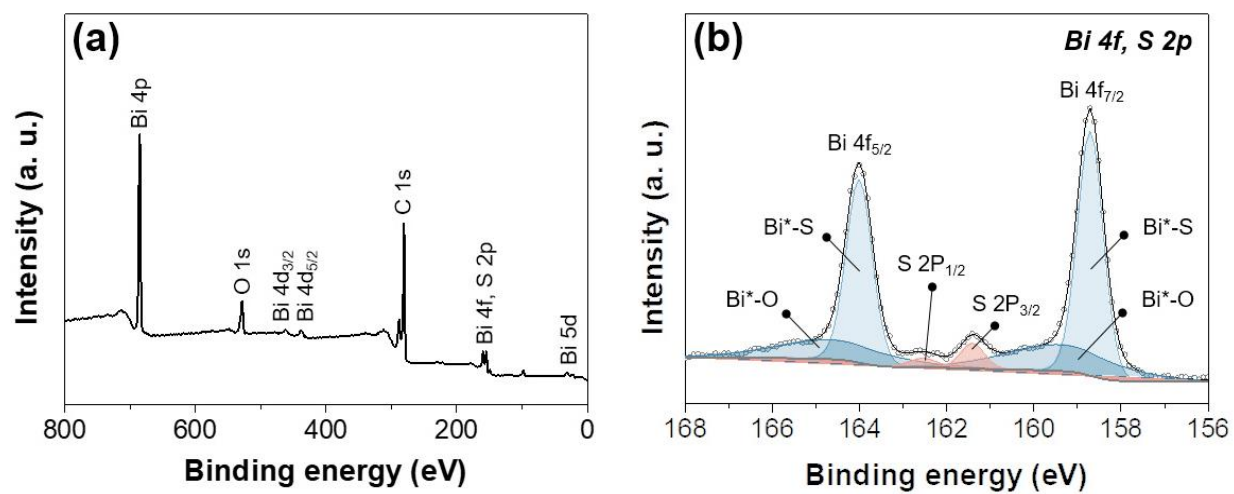 (a)
Bi 4p
O 1s
Bi 4d3/2
Bi 4d5/2
C 1s
Bi 4f, S 2p
Bi 5d
Intensity (a. u.)
800 600 400 200 0
Binding energy (eV)
(b)
Bi 4f, S 2p
Bi 4f7/2
Bi 4f5/2
Bi*-S
Bi*-S
S 2P1/2
Bi*-O
S 2P3/2
Bi*-O
Intensity (a. u.)
168 166 164 162 160 158 156
Binding energy (eV)